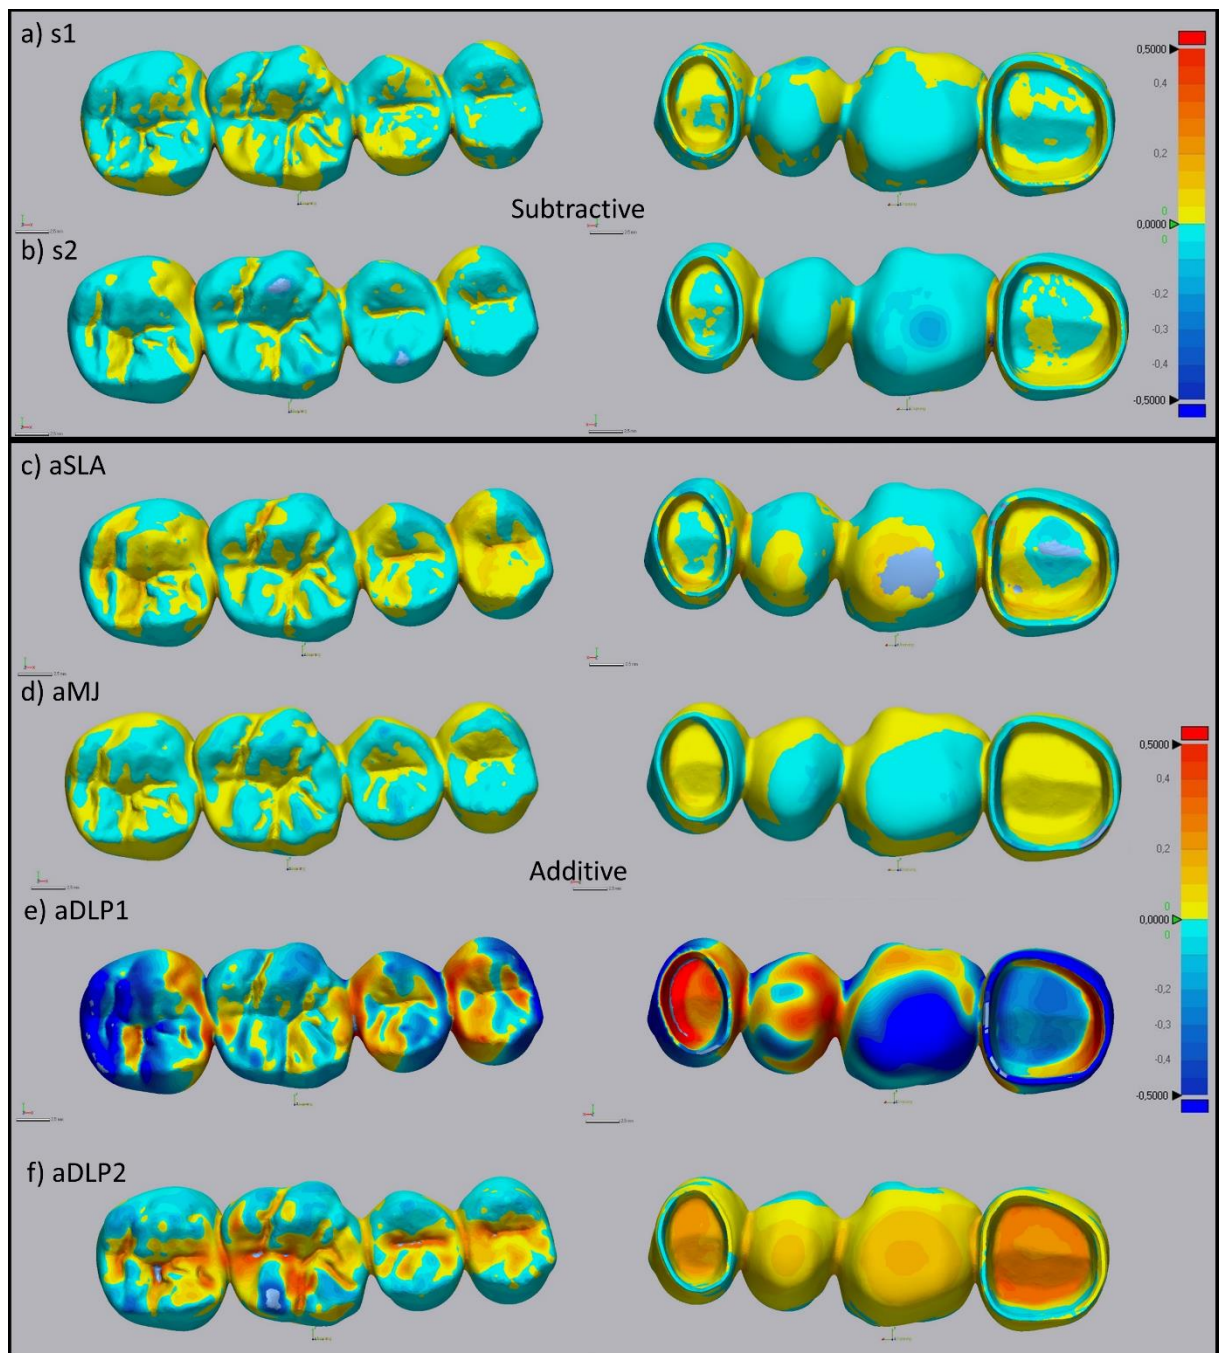 a) s1
Subtractive
b) s2
0,5000
0,4
0,2
0
0,0000
0
-0,2
-0,3
-0,4
-0,5000
c) aSLA
d) aMJ
Additive
e) aDLP1
f) aDLP2
0,5000
0,4
0,2
0
0,0000
0
-0,2
-0,3
-0,4
-0,5000